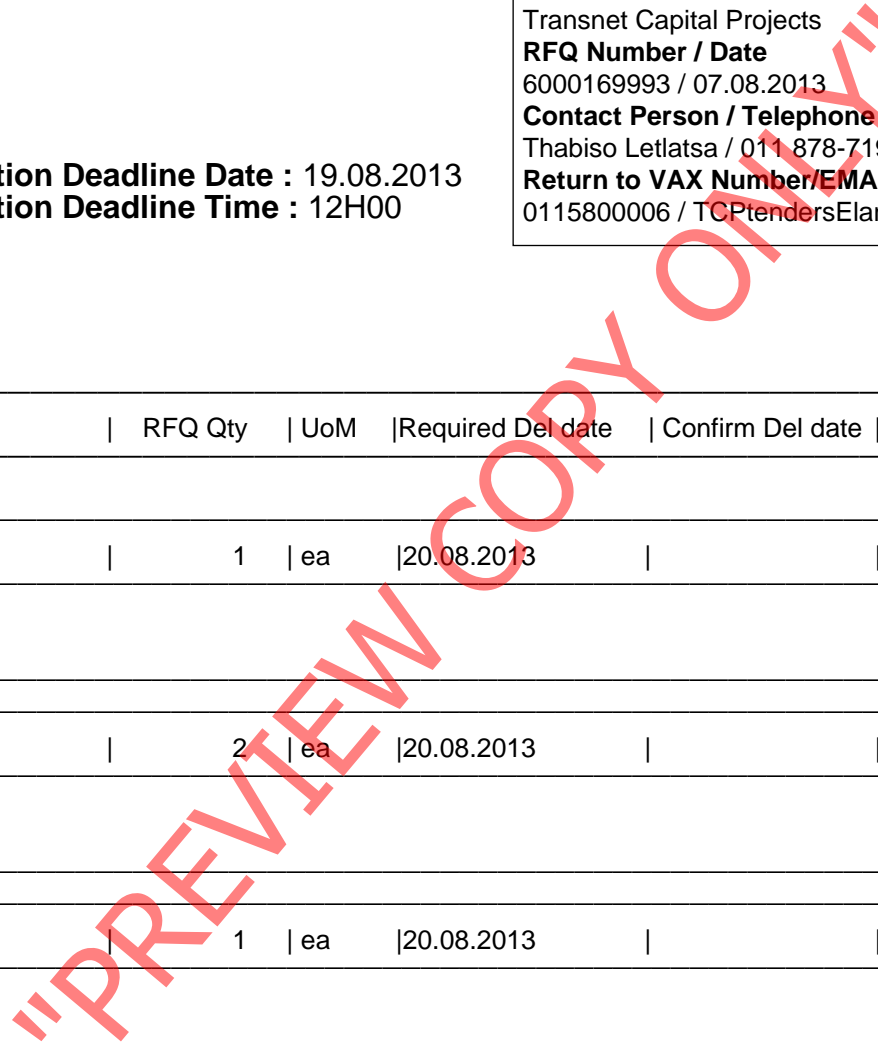 Transnet Capital Projects
RFQ Number / Date
6000169993 / 07.08.2013
Contact Person / Telephone
Thabiso Letlatsa / 011 878-719
Return to VAX Number/EMA
0115800006 / TCPtendersElan
tion Deadline Date : 19.08.2013
tion Deadline Time : 12H00
| RFQ Qty | UoM |Required Del date | Confirm Del date |
| 1 | ea |20.08.2013 | |
| 2 | ea |20.08.2013 | |
| 1 | ea |20.08.2013 | |
"PREVIEW COPY ONLY"